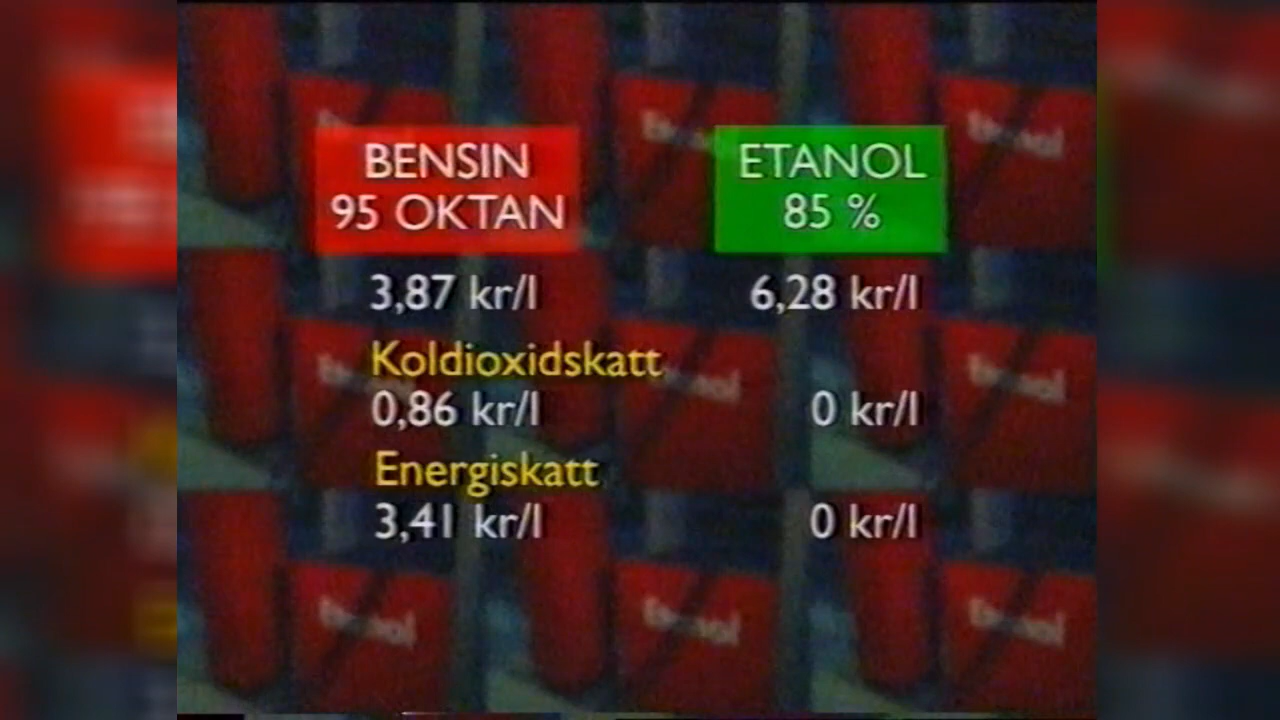 BENSIN
95 OKTAN
ETANOL
85 %
3,87 kr/l
6,28 kr/l
Koldioxidskatt
0,86 kr/l
0 kr/l
Energiskatt
3,41 kr/l
0 kr/l